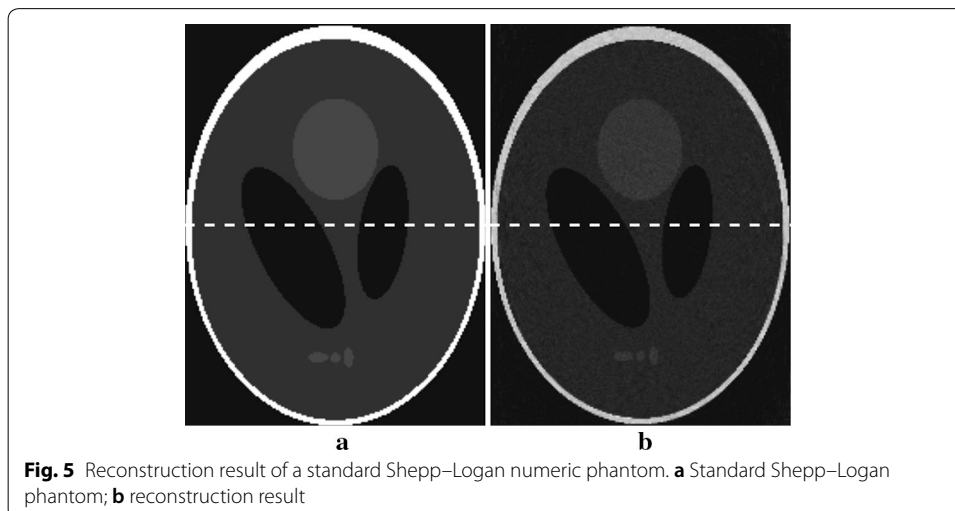 a
b
Fig. 5 Reconstruction result of a standard Shepp–Logan numeric phantom. a Standard Shepp–Logan
phantom; b reconstruction result